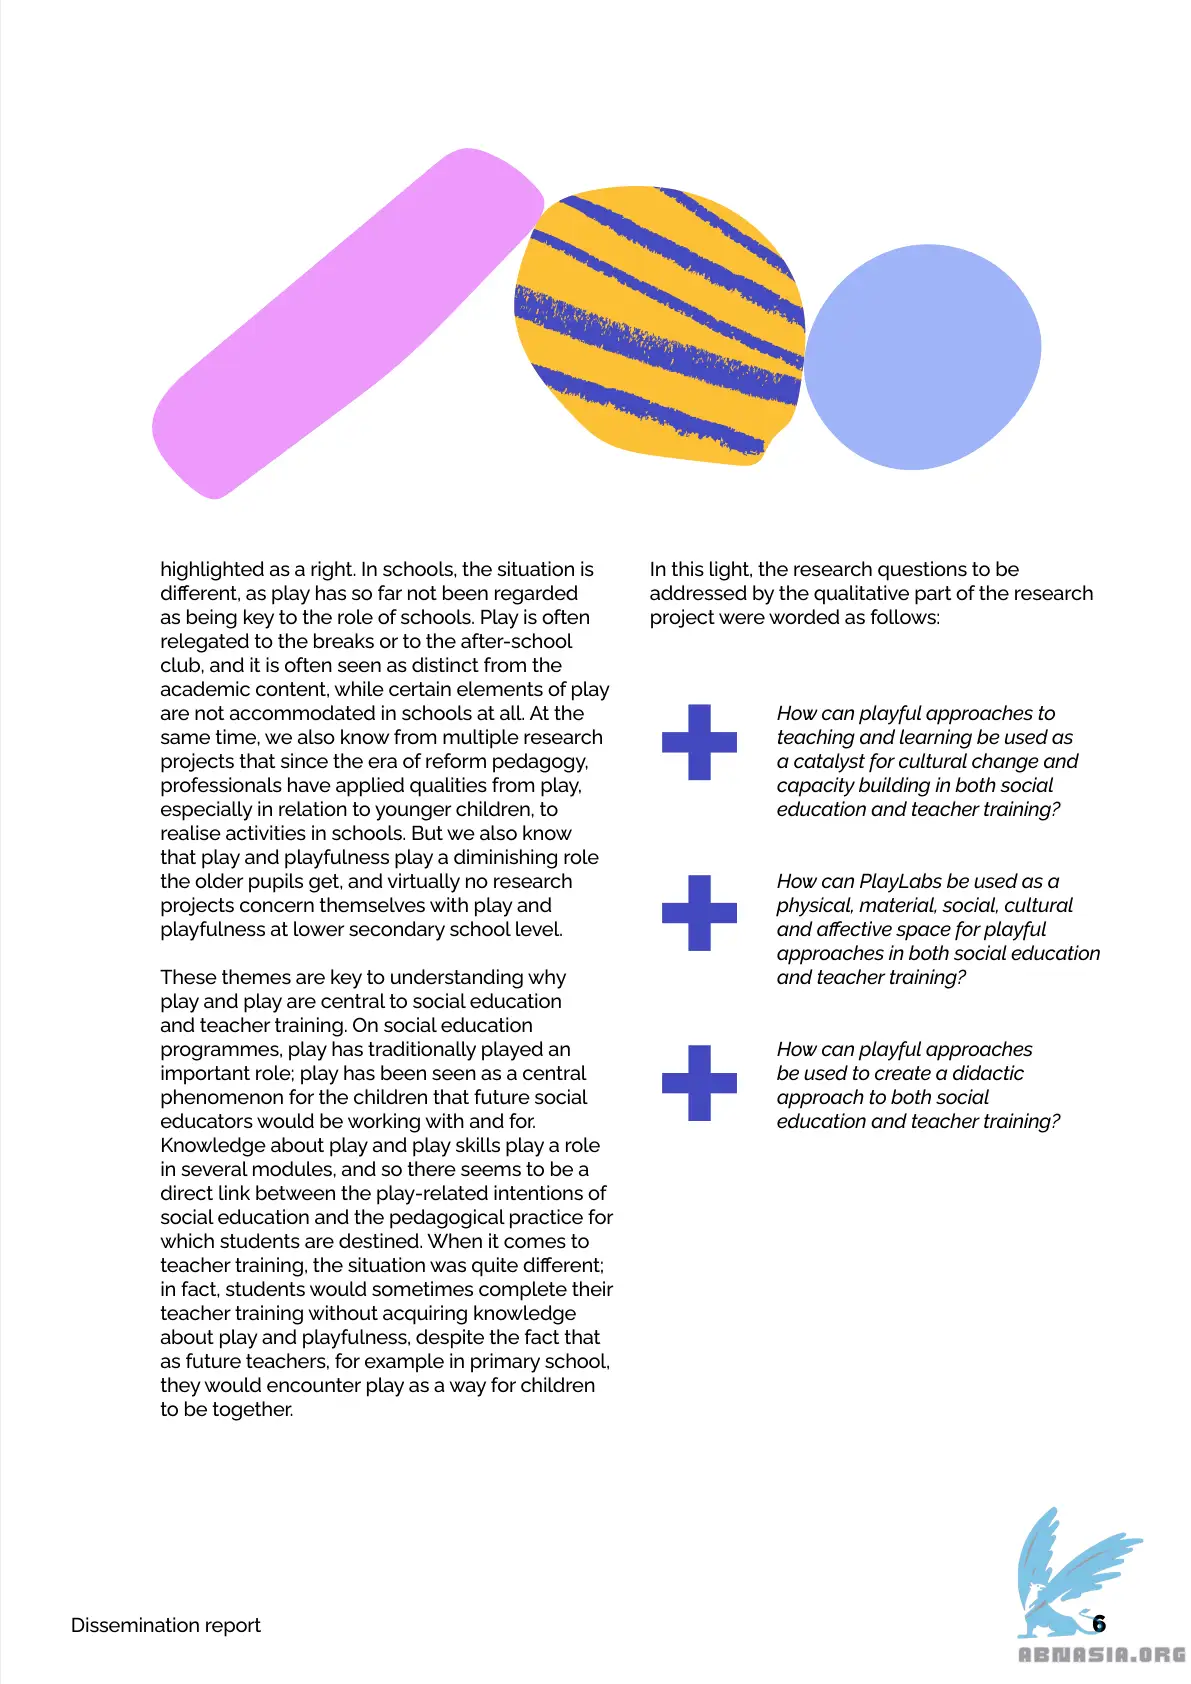 highlighted as a right. In schools, the situation is
different, as play has so far not been regarded
as being key to the role of schools. Play is often
relegated to the breaks or to the after-school
club, and it is often seen as distinct from the
academic content, while certain elements of play
are not accommodated in schools at all. At the
same time, we also know from multiple research
projects that since the era of reform pedagogy,
professionals have applied qualities from play,
especially in relation to younger children, to
realise activities in schools. But we also know
that play and playfulness play a diminishing role
the older pupils get, and virtually no research
projects concern themselves with play and
playfulness at lower secondary school level.
These themes are key to understanding why
play and play are central to social education
and teacher training. On social education
programmes, play has traditionally played an
important role; play has been seen as a central
phenomenon for the children that future social
educators would be working with and for.
Knowledge about play and play skills play a role
in several modules, and so there seems to be a
direct link between the play-related intentions of
social education and the pedagogical practice for
which students are destined. When it comes to
teacher training, the situation was quite different;
in fact, students would sometimes complete their
teacher training without acquiring knowledge
about play and playfulness, despite the fact that
as future teachers, for example in primary school,
they would encounter play as a way for children
to be together.
In this light, the research questions to be
addressed by the qualitative part of the research
project were worded as follows:
How can playful approaches to
teaching and learning be used as
a catalyst for cultural change and
capacity building in both social
education and teacher training?
How can PlayLabs be used as a
physical, material, social, cultural
and affective space for playful
approaches in both social education
and teacher training?
How can playful approaches
be used to create a didactic
approach to both social
education and teacher training?
Dissemination report
6
ABNASIA.ORG